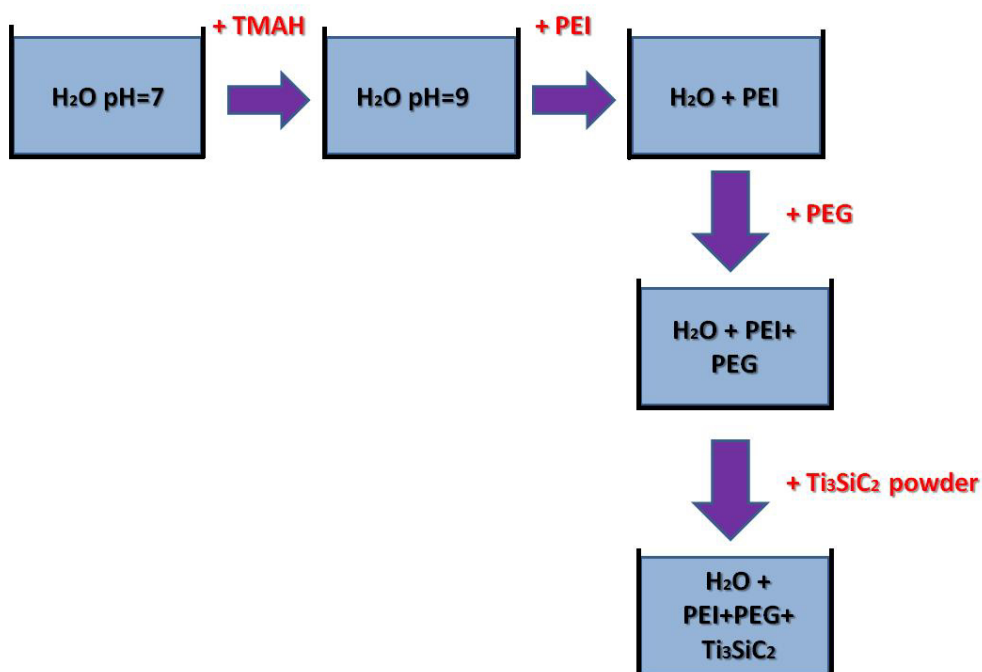 + TMAH
+ PEI
H₂O pH=7
H₂O pH=9
H₂O + PEI
+ PEG
H₂O + PEI+
PEG
+ Ti₃SiC₂ powder
H₂O +
PEI+PEG+
Ti₃SiC₂